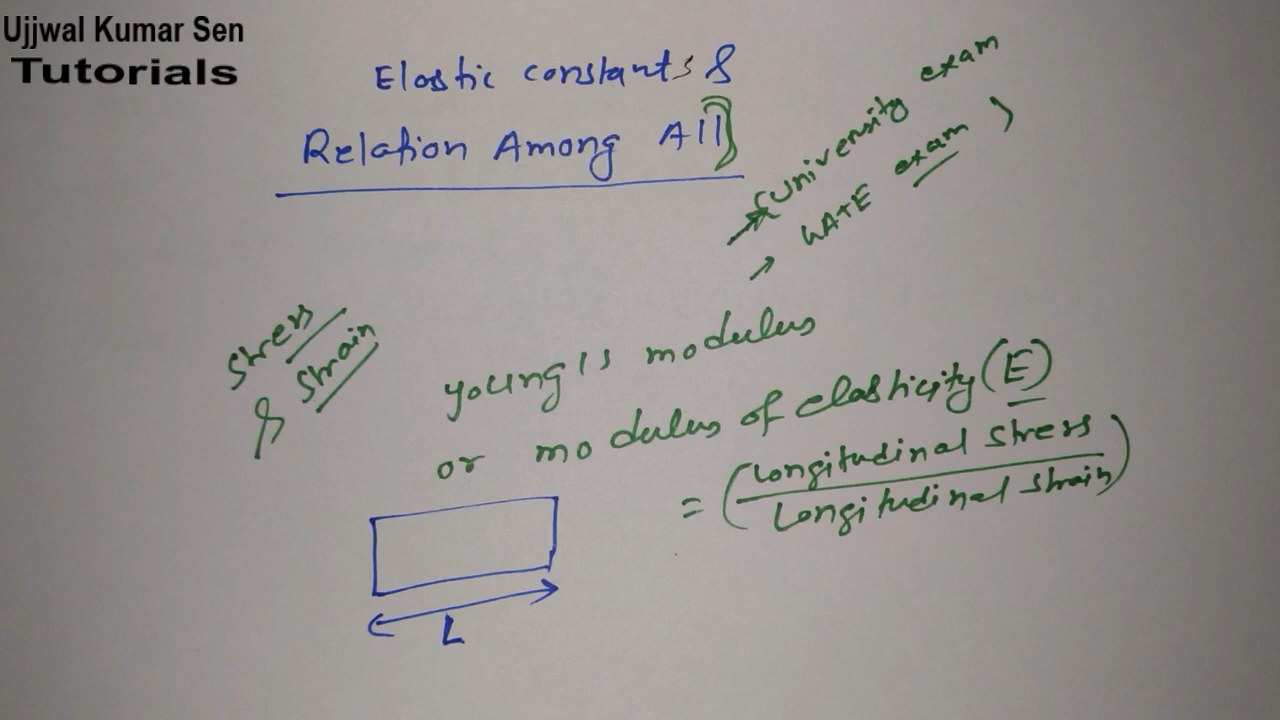 Ujjwal Kumar Sen
Tutorials
Elastic constants &
Relation Among All
(University exam
GATE exam)
Stress
& Strain
young's modulus
or modulus of elasticity (E)
= (Longitudinal Stress
Longitudinal Strain)
L